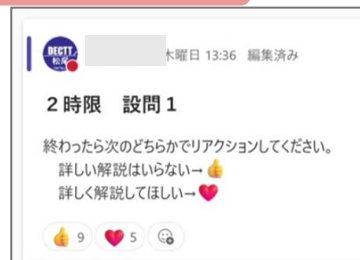 DECTT
松尾
木曜日 13:36 編集済み
２時限　設問１
終わったら次のどちらかでリアクションしてください。
詳しい解説はいらない→👍
詳しく解説してほしい→❤️
👍 9 ❤️ 5